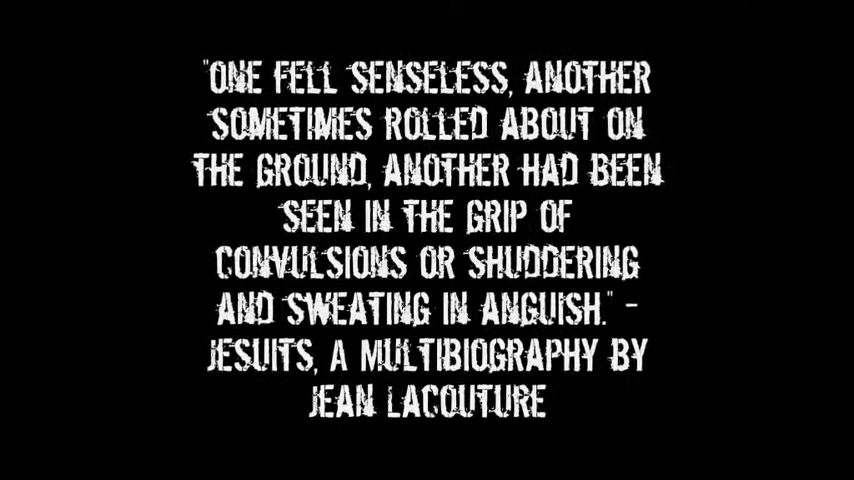 "ONE FELL SENSELESS, ANOTHER
SOMETIMES ROLLED ABOUT ON
THE GROUND, ANOTHER HAD BEEN
SEEN IN THE GRIP OF
CONVULSIONS OR SHUDDERING
AND SWEATING IN ANGUISH." -
JESUITS, A MULTIBIOGRAPHY BY
JEAN LACOUTURE